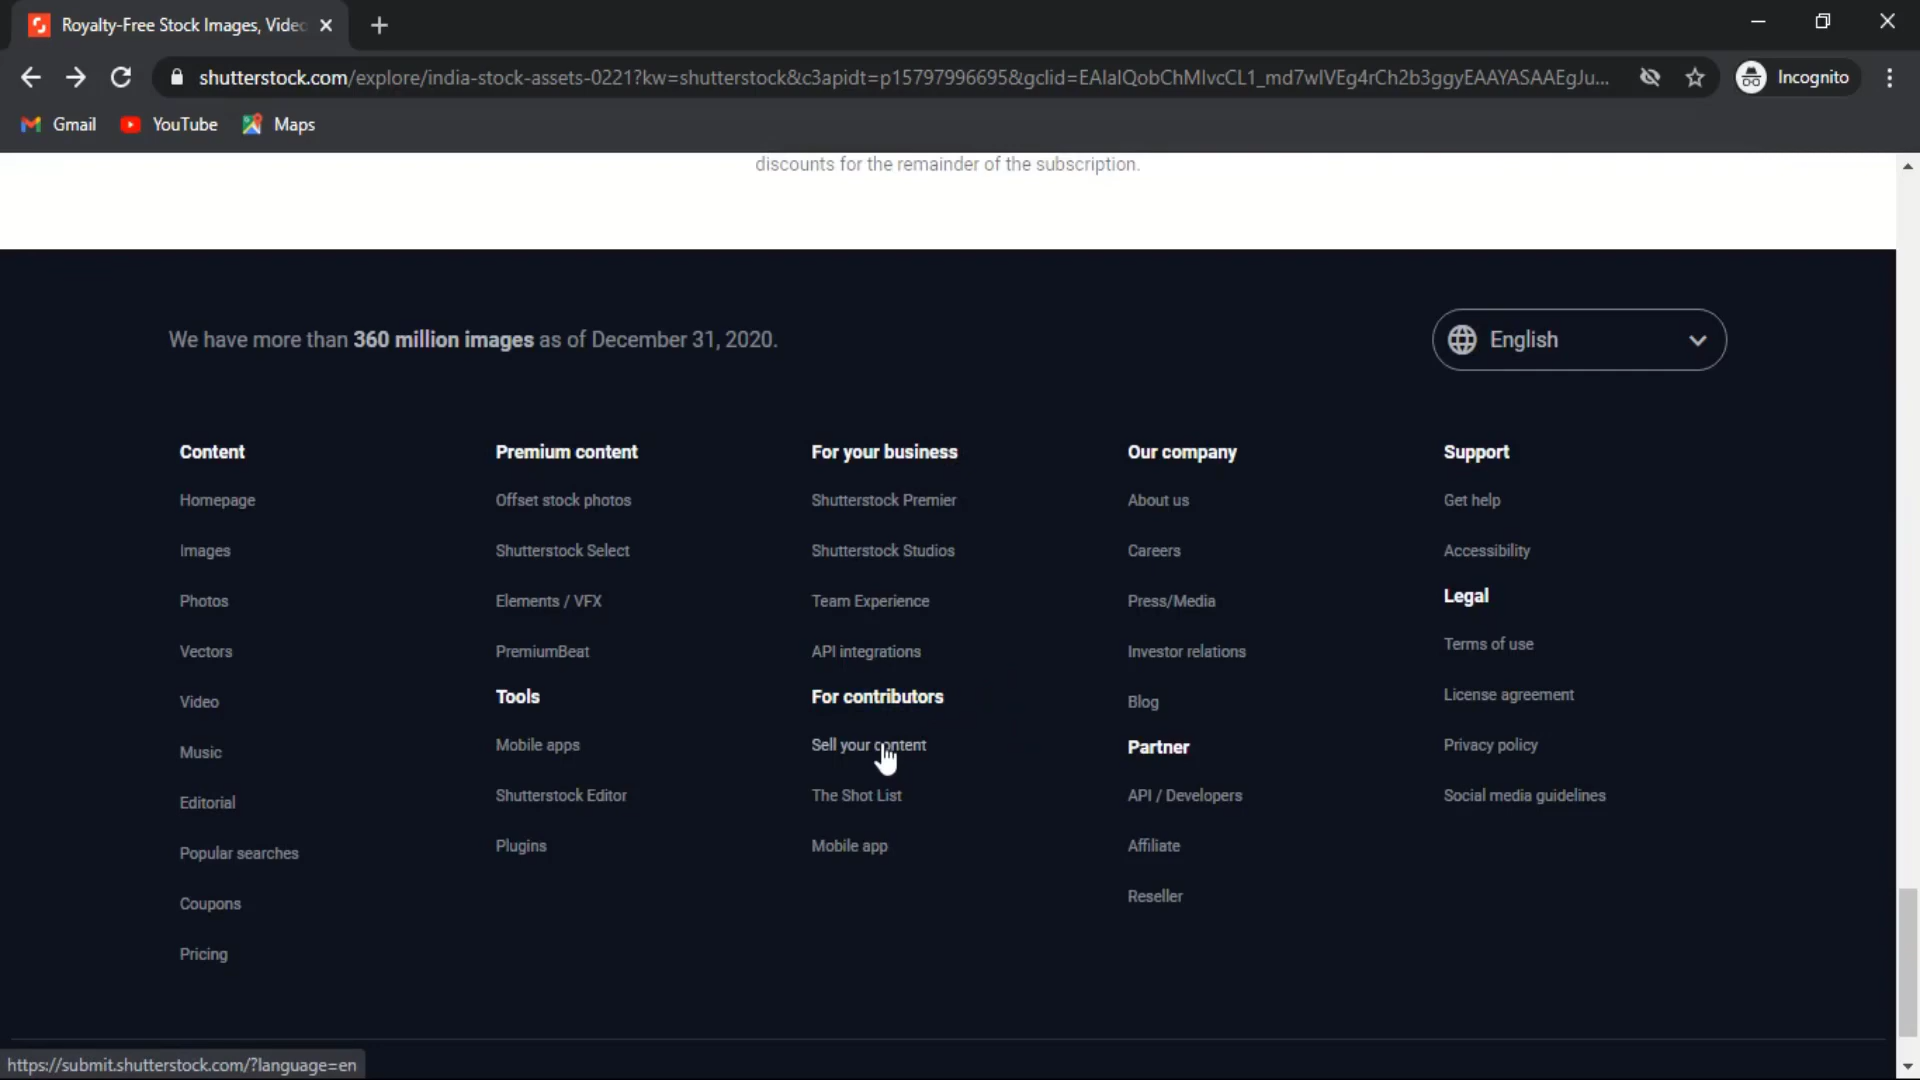 Royalty-Free Stock Images, Video
shutterstock.com/explore/india-stock-assets-0221?kw=shutterstock&c3apidt=p15797996695&gclid=EAIaIQobChMIvcCL1_md7wIVEg4rCh2b3ggyEAAYASAAEgJu...
Incognito
Gmail
YouTube
Maps
discounts for the remainder of the subscription.
We have more than 360 million images as of December 31, 2020.
English
Content
Homepage
Images
Photos
Vectors
Video
Music
Editorial
Popular searches
Coupons
Pricing
Premium content
Offset stock photos
Shutterstock Select
Elements / VFX
PremiumBeat
Tools
Mobile apps
Shutterstock Editor
Plugins
For your business
Shutterstock Premier
Shutterstock Studios
Team Experience
API integrations
For contributors
Sell your content
The Shot List
Mobile app
Our company
About us
Careers
Press/Media
Investor relations
Blog
Partner
API / Developers
Affiliate
Reseller
Support
Get help
Accessibility
Legal
Terms of use
License agreement
Privacy policy
Social media guidelines
https://submit.shutterstock.com/?language=en